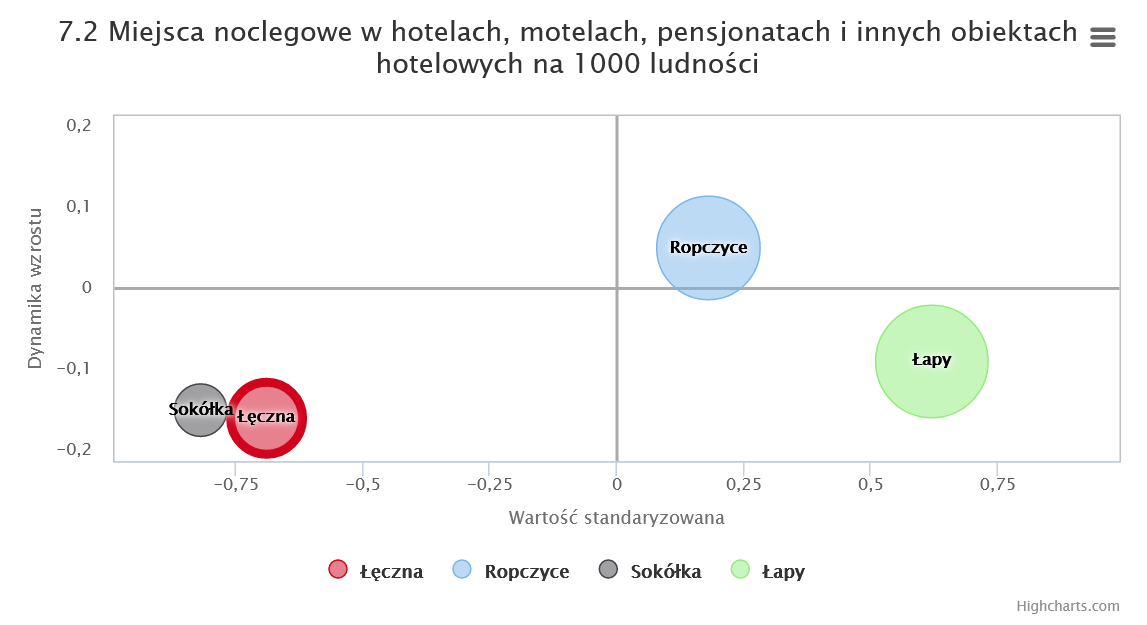 7.2 Miejsca noclegowe w hotelach, motelach, pensjonatach i innych obiektach
hotelowych na 1000 ludności
Dynamika wzrostu
0,2
0,1
0
−0,1
−0,2
Ropczyce
Łapy
Sokółka
Łęczna
−0,75
−0,5
−0,25
0
0,25
0,5
0,75
Wartość standaryzowana
Łęczna
Ropczyce
Sokółka
Łapy
Highcharts.com